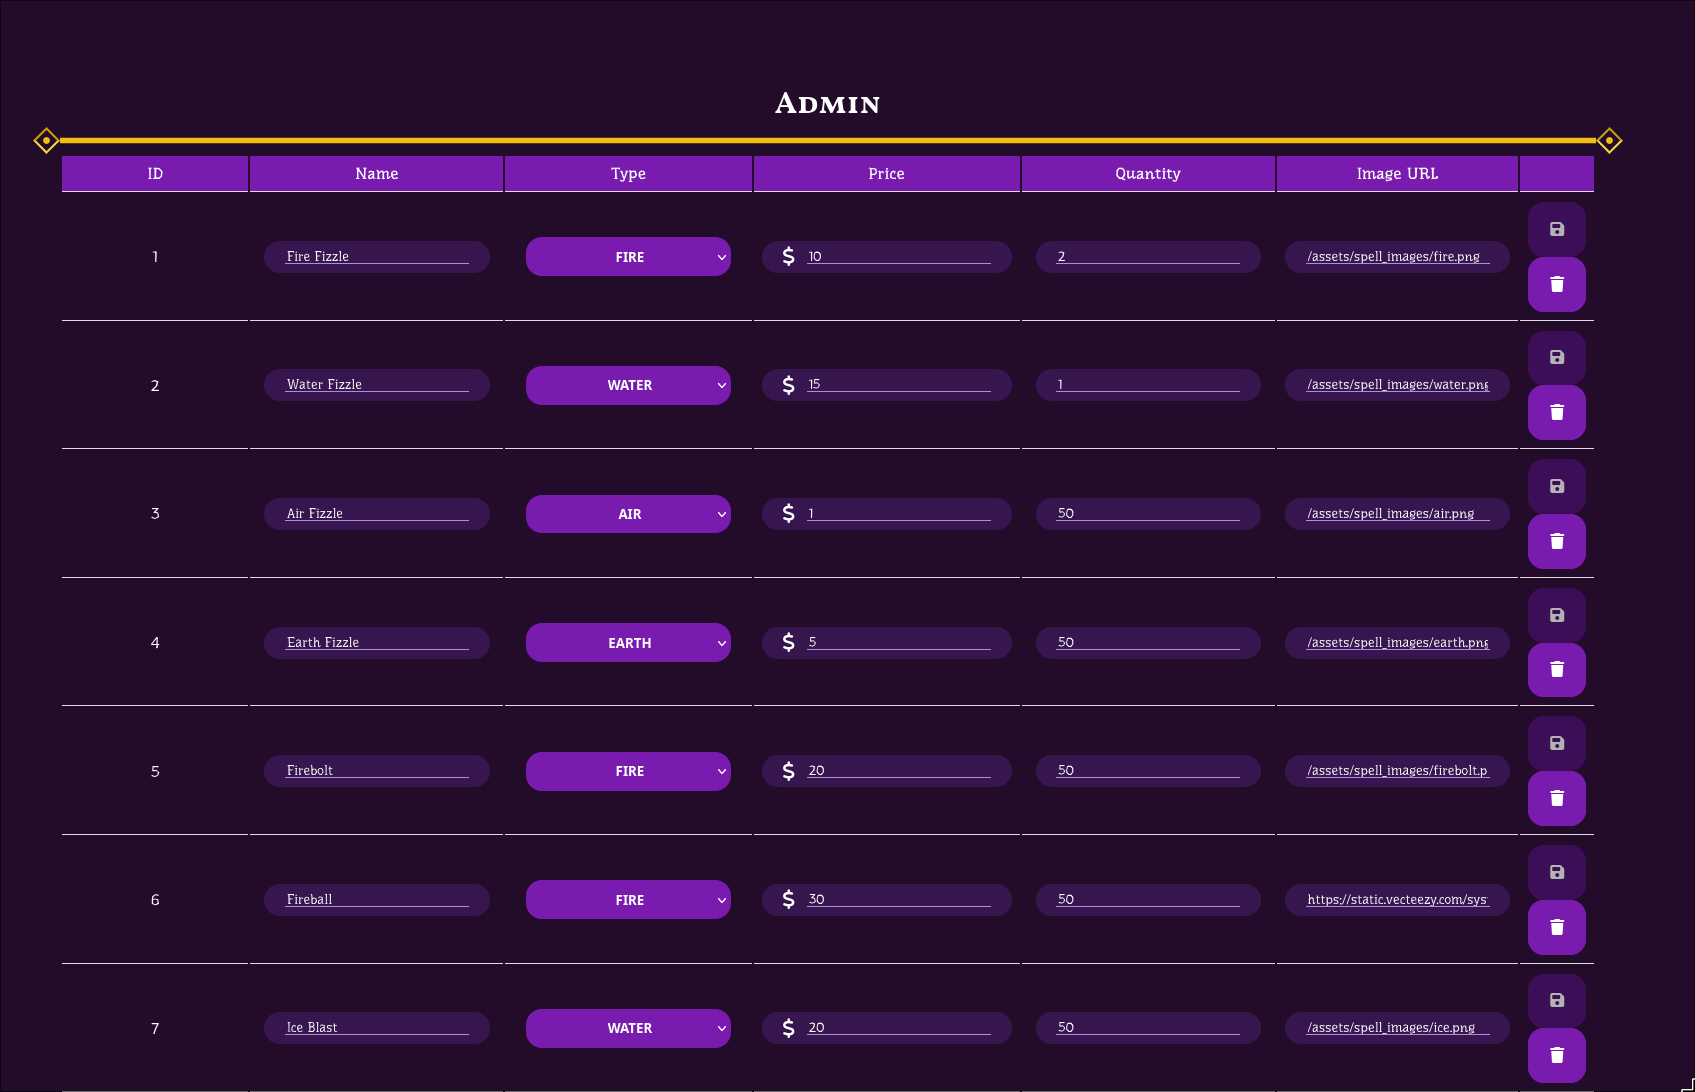 Admin
ID Name Type Price Quantity Image URL
1 Fire Fizzle FIRE $ 10 2 /assets/spell_images/fire.png
2 Water Fizzle WATER $ 15 1 /assets/spell_images/water.png
3 Air Fizzle AIR $ 1 50 /assets/spell_images/air.png
4 Earth Fizzle EARTH $ 5 50 /assets/spell_images/earth.png
5 Firebolt FIRE $ 20 50 /assets/spell_images/firebolt.p
6 Fireball FIRE $ 30 50 https://static.vecteezy.com/sys
7 Ice Blast WATER $ 20 50 /assets/spell_images/ice.png